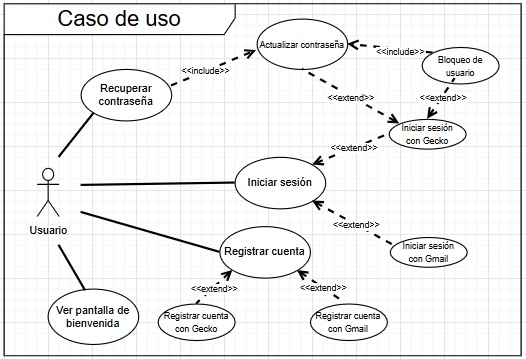 Caso de uso
Actualizar contraseña
<<include>>
<<include>>
Bloqueo de
usuario
Recuperar
contraseña
<<extend>>
<<extend>>
Iniciar sesión
con Gecko
<<extend>>
Iniciar sesión
Usuario
<<extend>>
Registrar cuenta
Iniciar sesión
con Gmail
<<extend>>
<<extend>>
Ver pantalla de
bienvenida
Registrar cuenta
con Gecko
Registrar cuenta
con Gmail